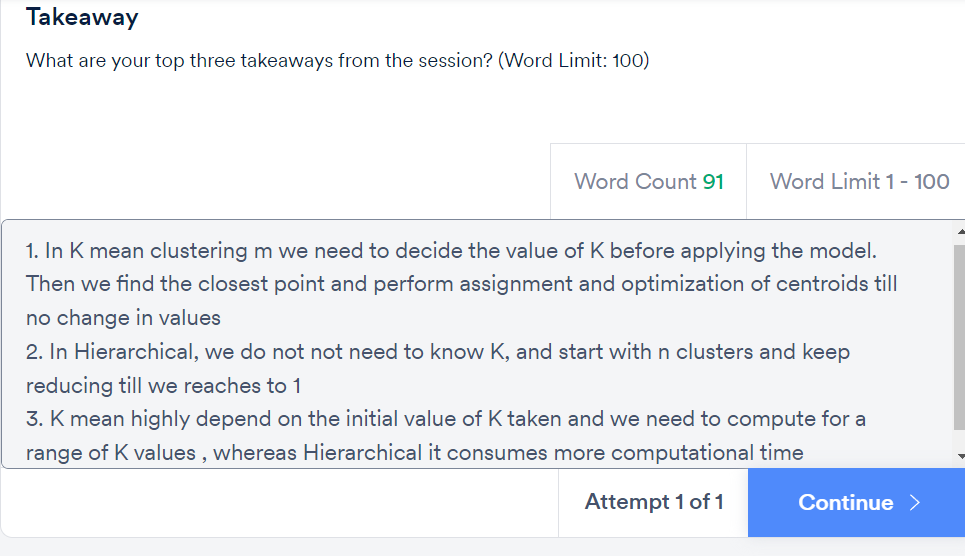 Takeaway
What are your top three takeaways from the session? (Word Limit: 100)
Word Count 91
Word Limit 1 - 100
1. In K mean clustering m we need to decide the value of K before applying the model.
Then we find the closest point and perform assignment and optimization of centroids till
no change in values
2. In Hierarchical, we do not not need to know K, and start with n clusters and keep
reducing till we reaches to 1
3. K mean highly depend on the initial value of K taken and we need to compute for a
range of K values , whereas Hierarchical it consumes more computational time
Attempt 1 of 1
Continue